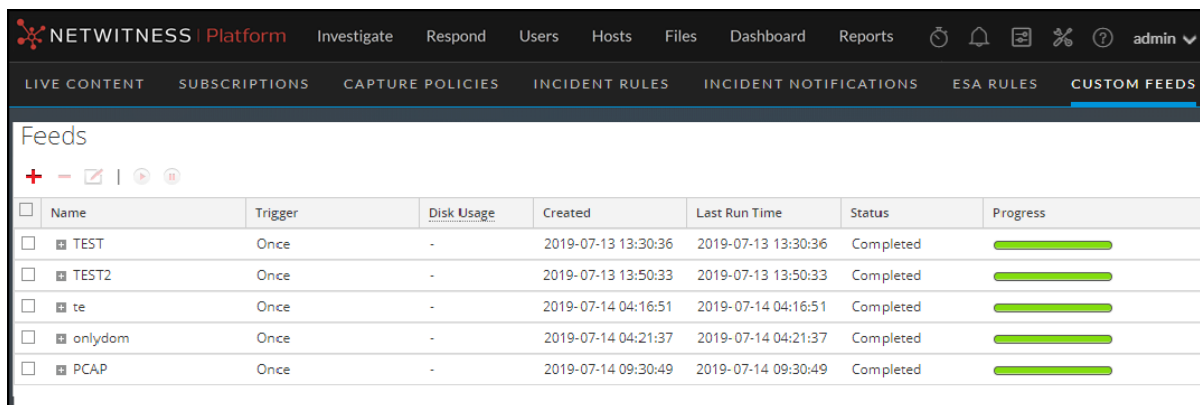 NETWITNESS | Platform Investigate Respond Users Hosts Files Dashboard Reports admin
LIVE CONTENT SUBSCRIPTIONS CAPTURE POLICIES INCIDENT RULES INCIDENT NOTIFICATIONS ESA RULES CUSTOM FEEDS
Feeds
Name Trigger Disk Usage Created Last Run Time Status Progress
TEST Once - 2019-07-13 13:30:36 2019-07-13 13:30:36 Completed
TEST2 Once - 2019-07-13 13:50:33 2019-07-13 13:50:33 Completed
te Once - 2019-07-14 04:16:51 2019-07-14 04:16:51 Completed
onlydom Once - 2019-07-14 04:21:37 2019-07-14 04:21:37 Completed
PCAP Once - 2019-07-14 09:30:49 2019-07-14 09:30:49 Completed